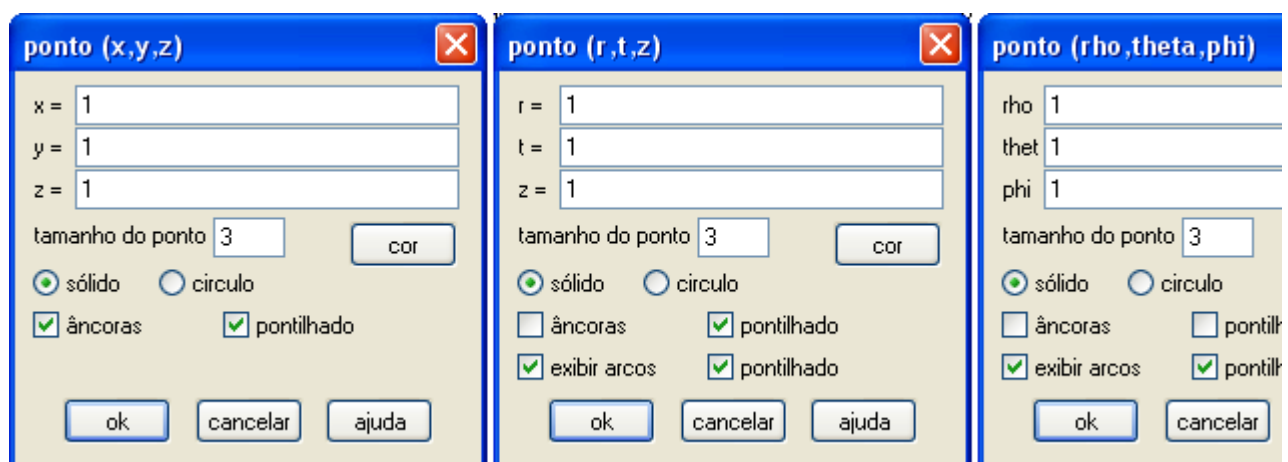 ponto (x,y,z)
x = 1
y = 1
z = 1
tamanho do ponto 3
cor
sólido circulo
âncoras pontilhado
ok cancelar ajuda
ponto (r,t,z)
r = 1
t = 1
z = 1
tamanho do ponto 3
cor
sólido circulo
âncoras pontilhado
exibir arcos pontilhado
ok cancelar ajuda
ponto (rho,theta,phi)
rho 1
thet 1
phi 1
tamanho do ponto 3
sólido circulo
âncoras pontilh
exibir arcos pontilh
ok cancelar